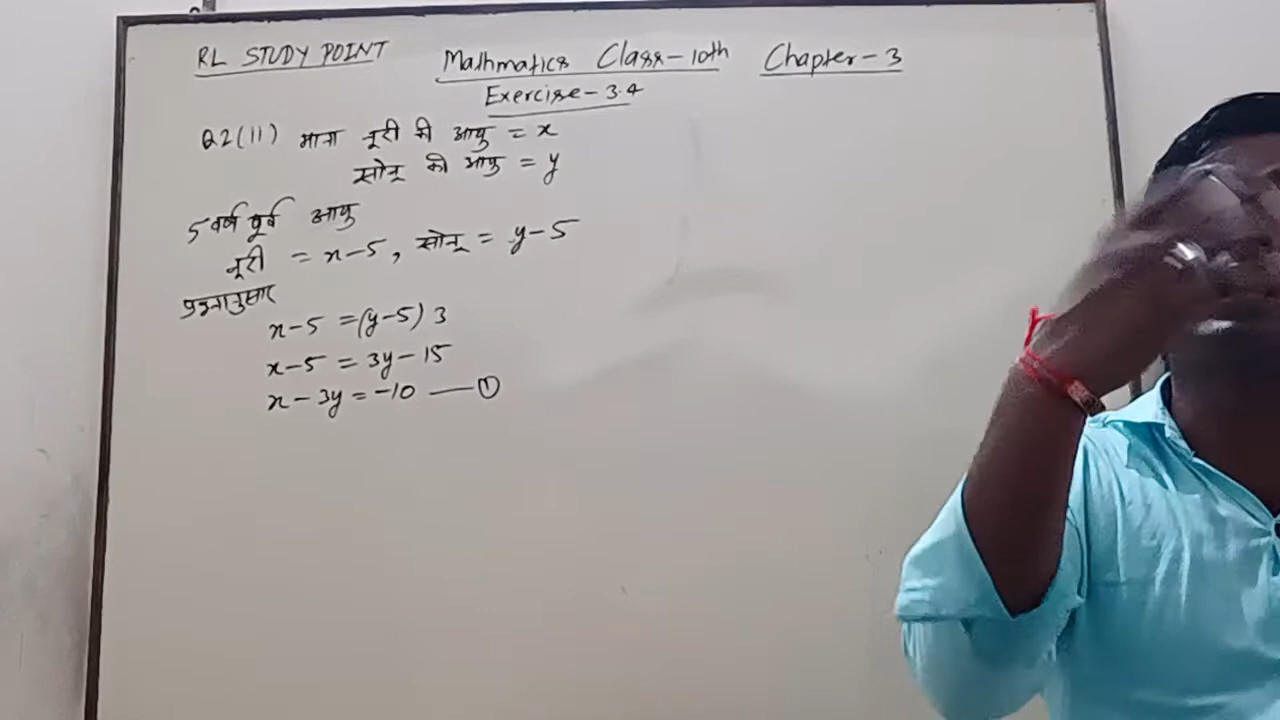 RL STUDY POINT
Mathmatics Class-10th Chapter-3
Exercise-3.4
Q2(II) माना नूरी की आयु = x
सोनू की आयु = y
5 वर्ष पूर्व आयु
नूरी = x-5, सोनू = y-5
प्रश्नानुसार
x-5 =(y-5) 3
x-5 = 3y-15
x-3y = -10 —①